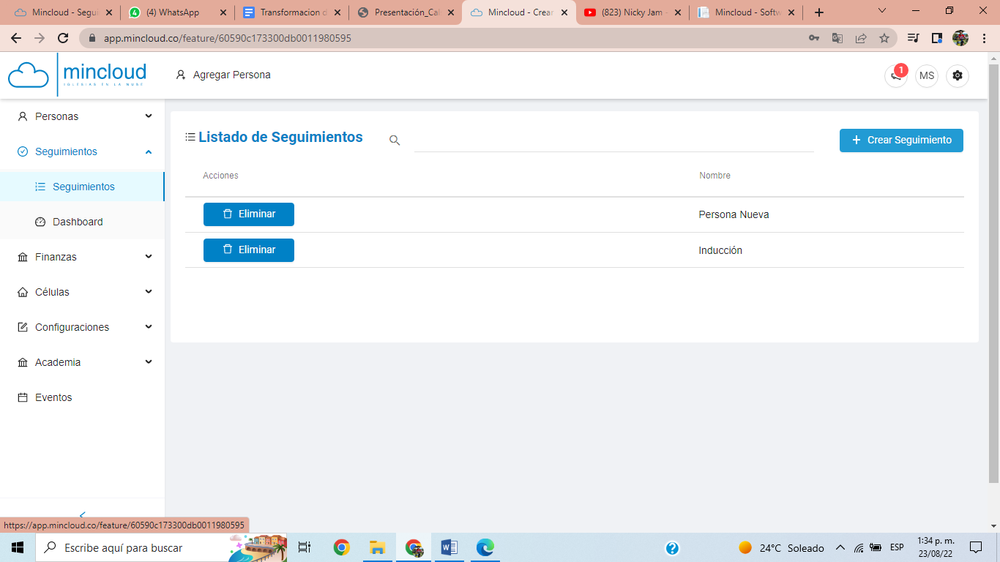 Mincloud - Segui
(4) WhatsApp
Transformacion d
Presentación_Cal
Mincloud - Crear
(823) Nicky Jam -
Mincloud - Softw
app.mincloud.co/feature/60590c173300db0011980595
mincloud
IGLESIAS EN LA NUBE
Agregar Persona
1
MS
Personas
Seguimientos
Seguimientos
Dashboard
Finanzas
Células
Configuraciones
Academia
Eventos
Listado de Seguimientos
Crear Seguimiento
Acciones
Nombre
Eliminar
Persona Nueva
Eliminar
Inducción
https://app.mincloud.co/feature/60590c173300db0011980595
Escribe aquí para buscar
24°C Soleado
ESP
1:34 p. m.
23/08/22